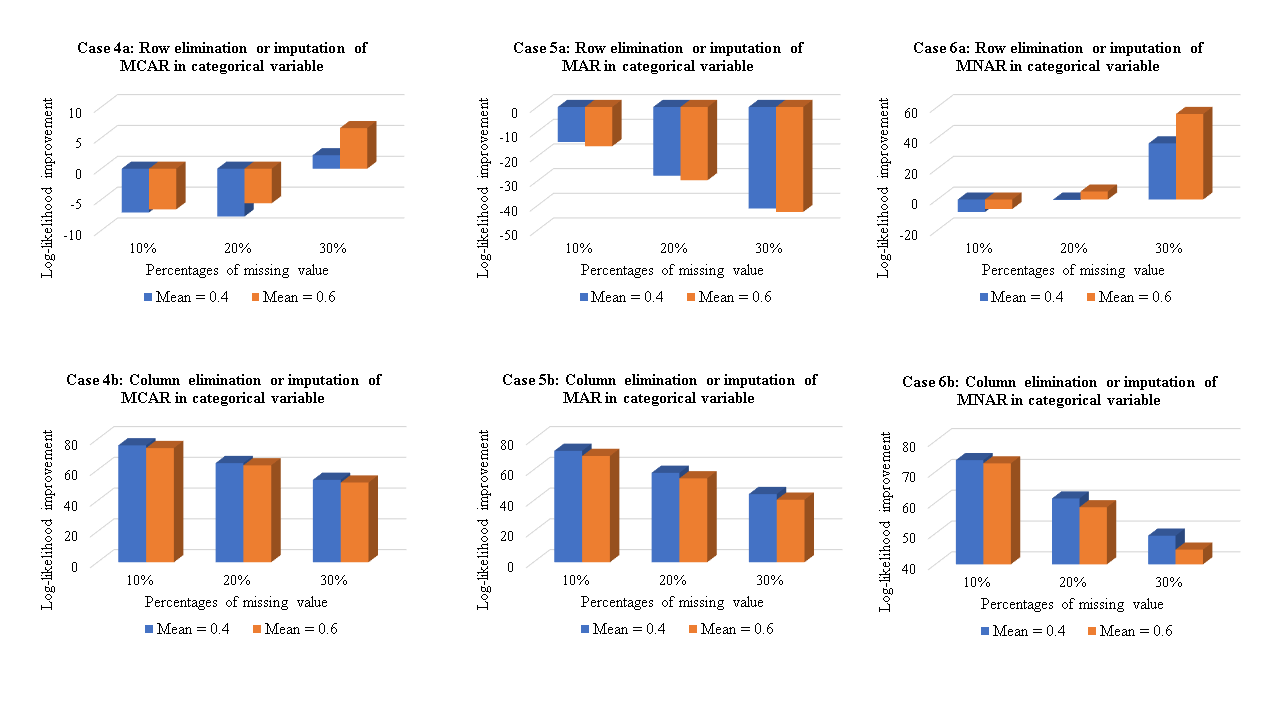 Case 4a: Row elimination or imputation of
MCAR in categorical variable
Log-likelihood improvement
10
5
0
-5
-10
10%
20%
30%
Percentages of missing value
Mean = 0.4
Mean = 0.6
Case 5a: Row elimination or imputation of
MAR in categorical variable
Log-likelihood improvement
0
-10
-20
-30
-40
-50
10%
20%
30%
Percentages of missing value
Mean = 0.4
Mean = 0.6
Case 6a: Row elimination or imputation of
MNAR in categorical variable
Log-likelihood improvement
60
40
20
0
-20
10%
20%
30%
Percentages of missing value
Mean = 0.4
Mean = 0.6
Case 4b: Column elimination or imputation of
MCAR in categorical variable
Log-likelihood improvement
80
60
40
20
0
10%
20%
30%
Percentages of missing value
Mean = 0.4
Mean = 0.6
Case 5b: Column elimination or imputation of
MAR in categorical variable
Log-likelihood improvement
80
60
40
20
0
10%
20%
30%
Percentages of missing value
Mean = 0.4
Mean = 0.6
Case 6b: Column elimination or imputation of
MNAR in categorical variable
Log-likelihood improvement
80
70
60
50
40
10%
20%
30%
Percentages of missing value
Mean = 0.4
Mean = 0.6